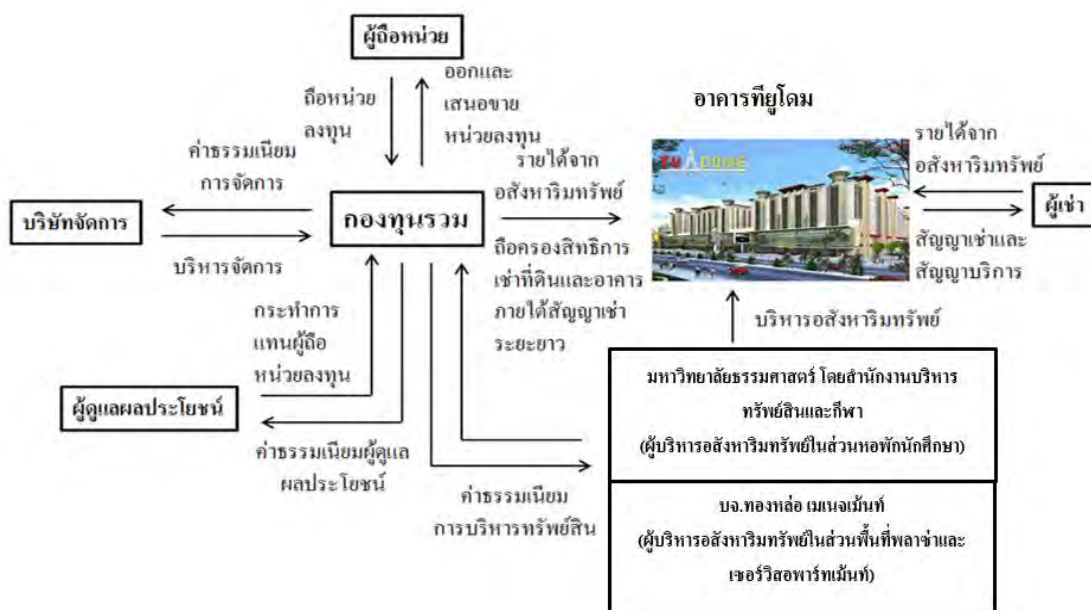 ผู้ถือหน่วย
ถือหน่วย
ลงทุน
ออกและ
เสนอขาย
หน่วยลงทุน
อาคารทียูโดม
TU DOME
ค่าธรรมเนียม
การจัดการ
บริษัทจัดการ
บริหารจัดการ
กองทุนรวม
รายได้จาก
อสังหาริมทรัพย์
ถือครองสิทธิการ
เช่าที่ดินและอาคาร
ภายใต้สัญญาเช่า
ระยะยาว
รายได้จาก
อสังหาริมทรัพย์
ผู้เช่า
สัญญาเช่าและ
สัญญาบริการ
กระทำการ
แทนผู้ถือ
หน่วยลงทุน
ผู้ดูแลผลประโยชน์
ค่าธรรมเนียมผู้ดูแล
ผลประโยชน์
ค่าธรรมเนียม
การบริหารทรัพย์สิน
บริหารอสังหาริมทรัพย์
มหาวิทยาลัยธรรมศาสตร์ โดยสำนักงานบริหาร
ทรัพย์สินและกีฬา
(ผู้บริหารอสังหาริมทรัพย์ในส่วนหอพักนักศึกษา)
บจ.ทองหล่อ เมเนจเม้นท์
(ผู้บริหารอสังหาริมทรัพย์ในส่วนพื้นที่พลาซ่าและ
เซอร์วิสอพาร์ทเม้นท์)